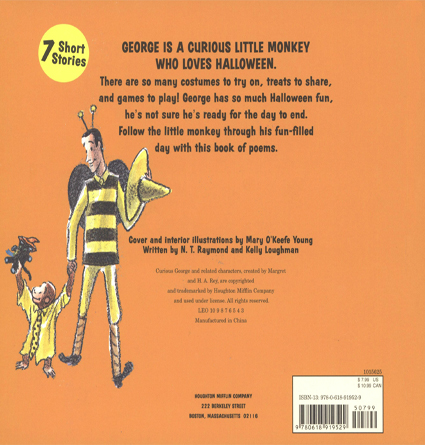 7 Short
Stories
GEORGE IS A CURIOUS LITTLE MONKEY
WHO LOVES HALLOWEEN.
There are so many costumes to try on, treats to share,
and games to play! George has so much Halloween fun,
he's not sure he's ready for the day to end.
Follow the little monkey through his fun-filled
day with this book of poems.
Cover and interior illustrations by Mary O'Keefe Young
Written by N. T. Raymond and Kelly Loughman
Curious George and related characters, created by Margret
and H. A. Rey, are copyrighted
and trademarked by Houghton Mifflin Company
and used under license. All rights reserved.
LEO 10 9 8 7 6 5 4 3
Manufactured in China
HOUGHTON MIFFLIN COMPANY
222 BERKELEY STREET
BOSTON, MASSACHUSETTS 02116
$ 7.99 US
$ 10.99 CAN
ISBN-13: 978-0-618-91952-9
50799
9 780618 919529